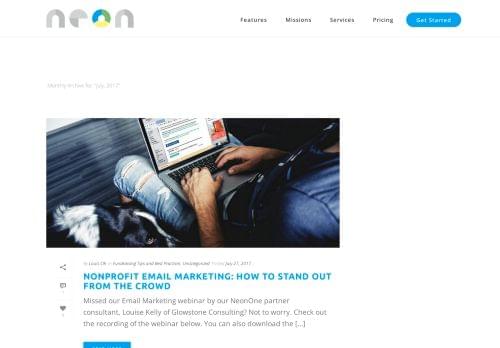 neon
Features Missions Services Pricing Get Started
Monthly Archive for: "July, 2017"
By Louis Ok In Fundraising Tips and Best Practices, Uncategorized Posted July 27, 2017
NONPROFIT EMAIL MARKETING: HOW TO STAND OUT
FROM THE CROWD
Missed our Email Marketing webinar by our NeonOne partner
consultant, Louise Kelly of Glowstone Consulting? Not to worry. Check out
the recording of the webinar below. You can also download the [...]